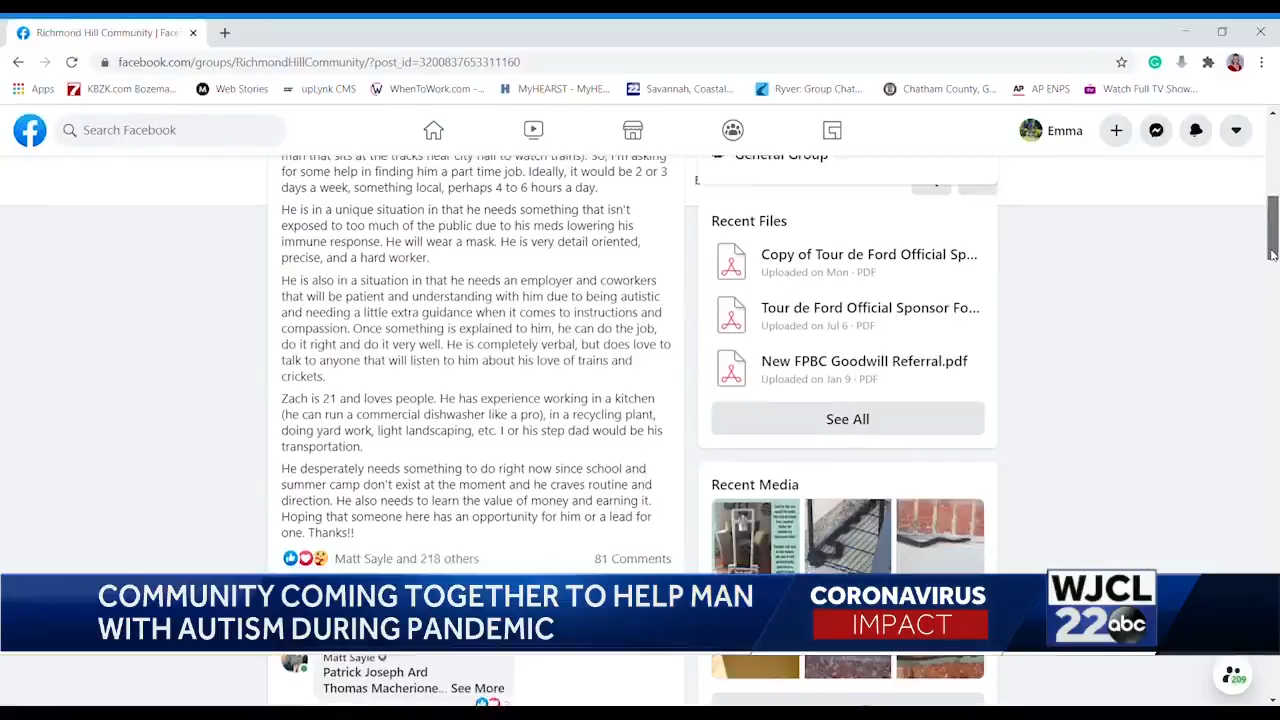 Richmond Hill Community | Face
facebook.com/groups/RichmondHillCommunity/?post_id=3200837653311160
Apps
KBZK.com Bozema...
Web Stories
upLynk CMS
WhenToWork.com -...
MyHEARST - MyHE...
Savannah, Coastal...
Ryver: Group Chat...
Chatham County, G...
AP ENPS
Watch Full TV Show...
Search Facebook
Emma
man that sits at the tracks near city hall to watch trains). So, I'm asking
for some help in finding him a part time job. Ideally, it would be 2 or 3
days a week, something local, perhaps 4 to 6 hours a day.
He is in a unique situation in that he needs something that isn't
exposed to too much of the public due to his meds lowering his
immune response. He will wear a mask. He is very detail oriented,
precise, and a hard worker.
He is also in a situation in that he needs an employer and coworkers
that will be patient and understanding with him due to being autistic
and needing a little extra guidance when it comes to instructions and
compassion. Once something is explained to him, he can do the job,
do it right and do it very well. He is completely verbal, but does love to
talk to anyone that will listen to him about his love of trains and
crickets.
Zach is 21 and loves people. He has experience working in a kitchen
(he can run a commercial dishwasher like a pro), in a recycling plant,
doing yard work, light landscaping, etc. I or his step dad would be his
transportation.
He desperately needs something to do right now since school and
summer camp don't exist at the moment and he craves routine and
direction. He also needs to learn the value of money and earning it.
Hoping that someone here has an opportunity for him or a lead for
one. Thanks!!
Matt Sayle and 218 others
81 Comments
General Group
Recent Files
Copy of Tour de Ford Official Sp...
Uploaded on Mon · PDF
Tour de Ford Official Sponsor Fo...
Uploaded on Jul 6 · PDF
New FPBC Goodwill Referral.pdf
Uploaded on Jan 9 · PDF
See All
Recent Media
COMMUNITY COMING TOGETHER TO HELP MAN
WITH AUTISM DURING PANDEMIC
CORONAVIRUS
IMPACT
WJCL
22 abc
Matt Sayle
Patrick Joseph Ard
Thomas Macherione... See More
209